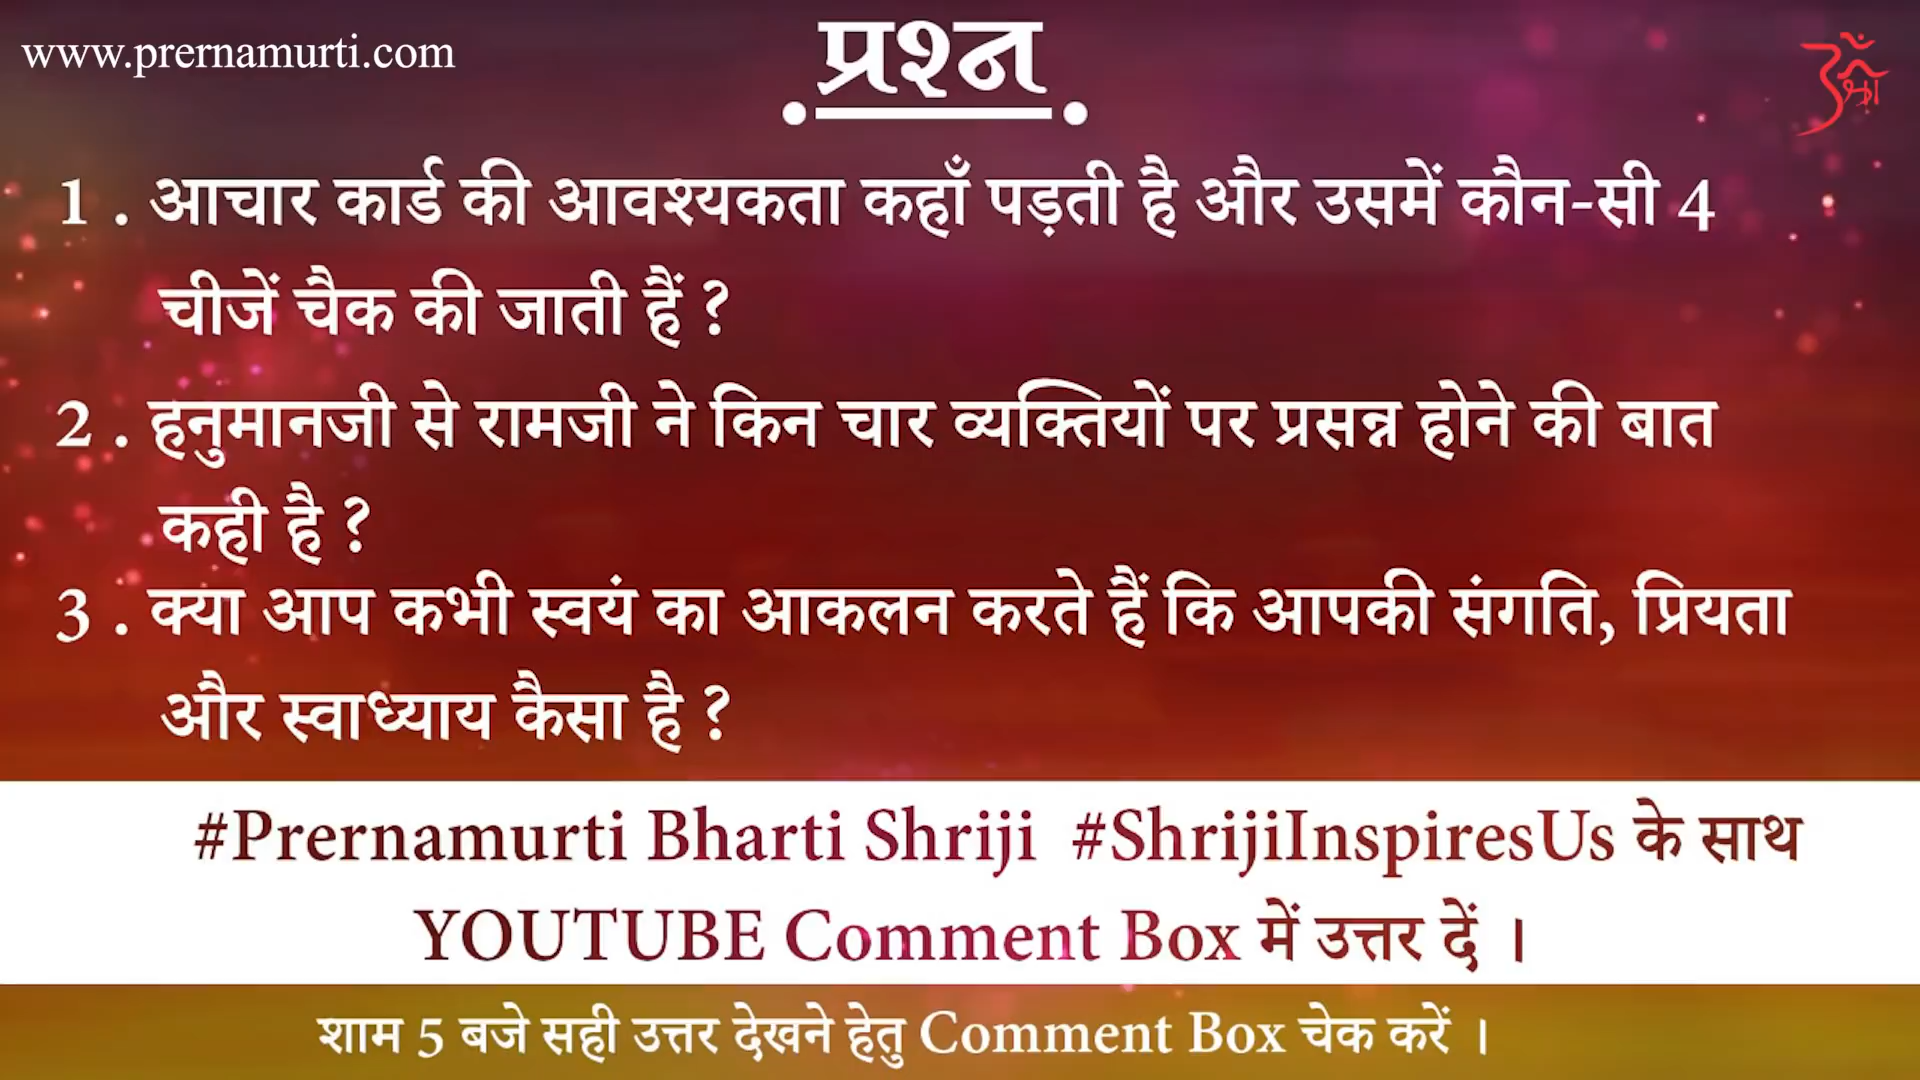 www.prernamurti.com
प्रश्न
1 . आचार कार्ड की आवश्यकता कहाँ पड़ती है और उसमें कौन-सी 4
चीजें चैक की जाती हैं ?
2 . हनुमानजी से रामजी ने किन चार व्यक्तियों पर प्रसन्न होने की बात
कही है ?
3 . क्या आप कभी स्वयं का आकलन करते हैं कि आपकी संगति, प्रियता
और स्वाध्याय कैसा है ?
#Prernamurti Bharti Shriji #ShrijiInspiresUs के साथ
YOUTUBE Comment Box में उत्तर दें ।
शाम 5 बजे सही उत्तर देखने हेतु Comment Box चेक करें ।